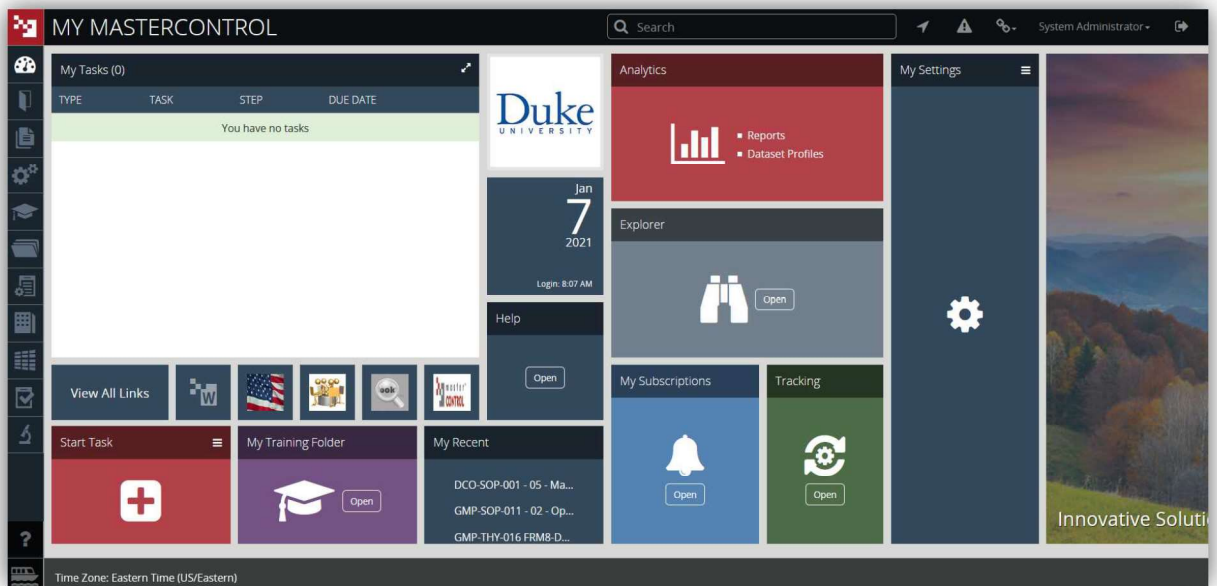 MY MASTERCONTROL
Search
System Administrator
My Tasks (0)
TYPE TASK STEP DUE DATE
You have no tasks
Duke
UNIVERSITY
Jan
7
2021
Login: 8:07 AM
Help
Open
Analytics
Reports
Dataset Profiles
Explorer
Open
My Settings
My Subscriptions
Open
Tracking
Open
View All Links
W
ook
master
CONTROL
Start Task
My Training Folder
Open
My Recent
DCO-SOP-001 - 05 - Ma...
GMP-SOP-011 - 02 - Op...
GMP-THY-016 FRM8-D...
Innovative Soluti
?
Time Zone: Eastern Time (US/Eastern)